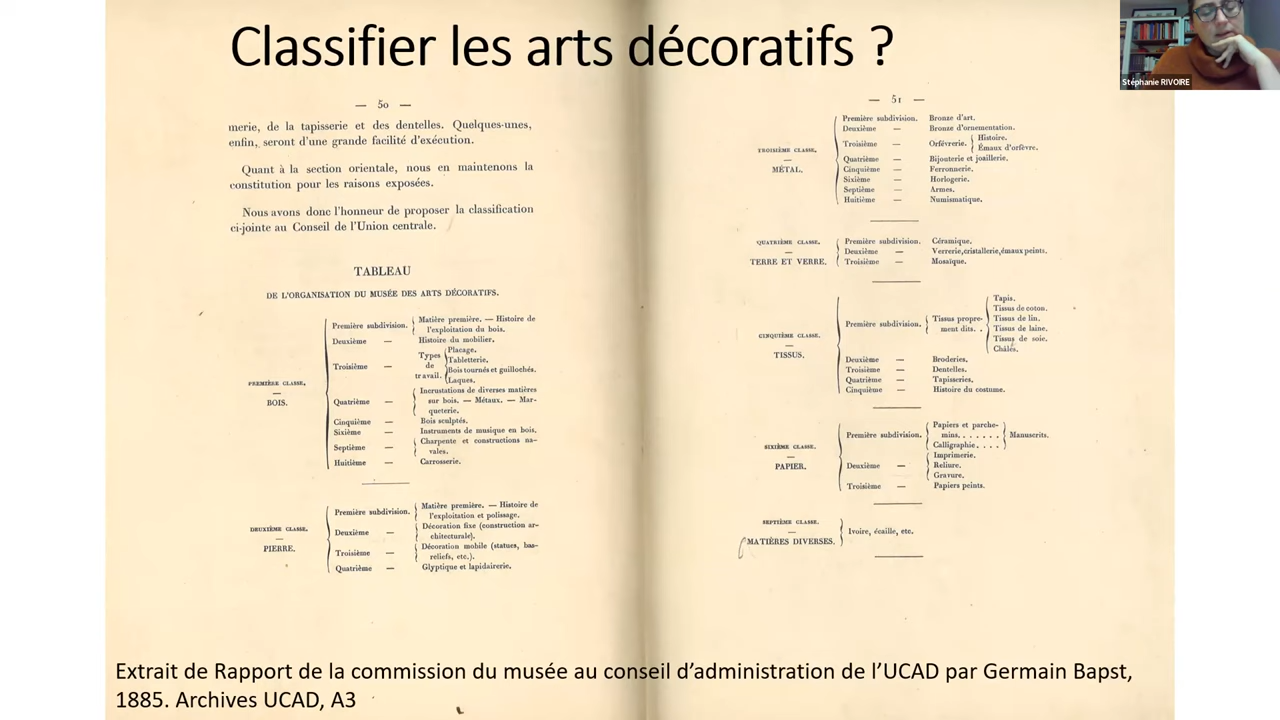 Classifier les arts décoratifs ?
Stéphanie RIVOIRE
— 50 —
merie, de la tapisserie et des dentelles. Quelques-unes,
enfin, seront d'une grande facilité d'exécution.
Quant à la section orientale, nous en maintenons la
constitution pour les raisons exposées.
Nous avons donc l'honneur de proposer la classification
ci-jointe au Conseil de l'Union centrale.
TABLEAU
DE L'ORGANISATION DU MUSÉE DES ARTS DÉCORATIFS.
PREMIÈRE CLASSE.
—
BOIS.
Première subdivision. Matière première. — Histoire de
l'exploitation du bois.
Deuxième — Histoire du mobilier.
Troisième — Types de travail. Placage.
Tabletterie.
Bois tournés et guillochés.
Laques.
Quatrième — Incrustations de diverses matières
sur bois. — Métaux. — Mar-
queterie.
Cinquième — Bois sculptés.
Sixième — Instruments de musique en bois.
Septième — Charpente et constructions na-
vales.
Huitième — Carrosserie.
DEUXIÈME CLASSE.
—
PIERRE.
Première subdivision. Matière première. — Histoire de
l'exploitation et polissage.
Deuxième — Décoration fixe (construction ar-
chitecturale).
Troisième — Décoration mobile (statues, bas-
reliefs, etc.).
Quatrième — Glyptique et lapidairerie.
— 51 —
TROISIÈME CLASSE.
—
MÉTAL.
Première subdivision. Bronze d'art.
Deuxième — Bronze d'ornementation.
Troisième — Orfèvrerie. Histoire.
Émaux d'orfèvre.
Quatrième — Bijouterie et joaillerie.
Cinquième — Ferronnerie.
Sixième — Horlogerie.
Septième — Armes.
Huitième — Numismatique.
QUATRIÈME CLASSE.
—
TERRE ET VERRE.
Première subdivision. Céramique.
Deuxième — Verrerie, cristallerie, émaux peints.
Troisième — Mosaïque.
CINQUIÈME CLASSE.
—
TISSUS.
Première subdivision. Tissus propre-
ment dits. . Tapis.
Tissus de coton.
Tissus de lin.
Tissus de laine.
Tissus de soie.
Châles.
Deuxième — Broderies.
Troisième — Dentelles.
Quatrième — Tapisseries.
Cinquième — Histoire du costume.
SIXIÈME CLASSE.
—
PAPIER.
Première subdivision. Papiers et parche-
mins. . . . . . .
Calligraphie . . . . Manuscrits.
Deuxième — Imprimerie.
Reliure.
Gravure.
Troisième — Papiers peints.
SEPTIÈME CLASSE.
—
MATIÈRES DIVERSES.
Ivoire, écaille, etc.
Extrait de Rapport de la commission du musée au conseil d'administration de l'UCAD par Germain Bapst,
1885. Archives UCAD, A3